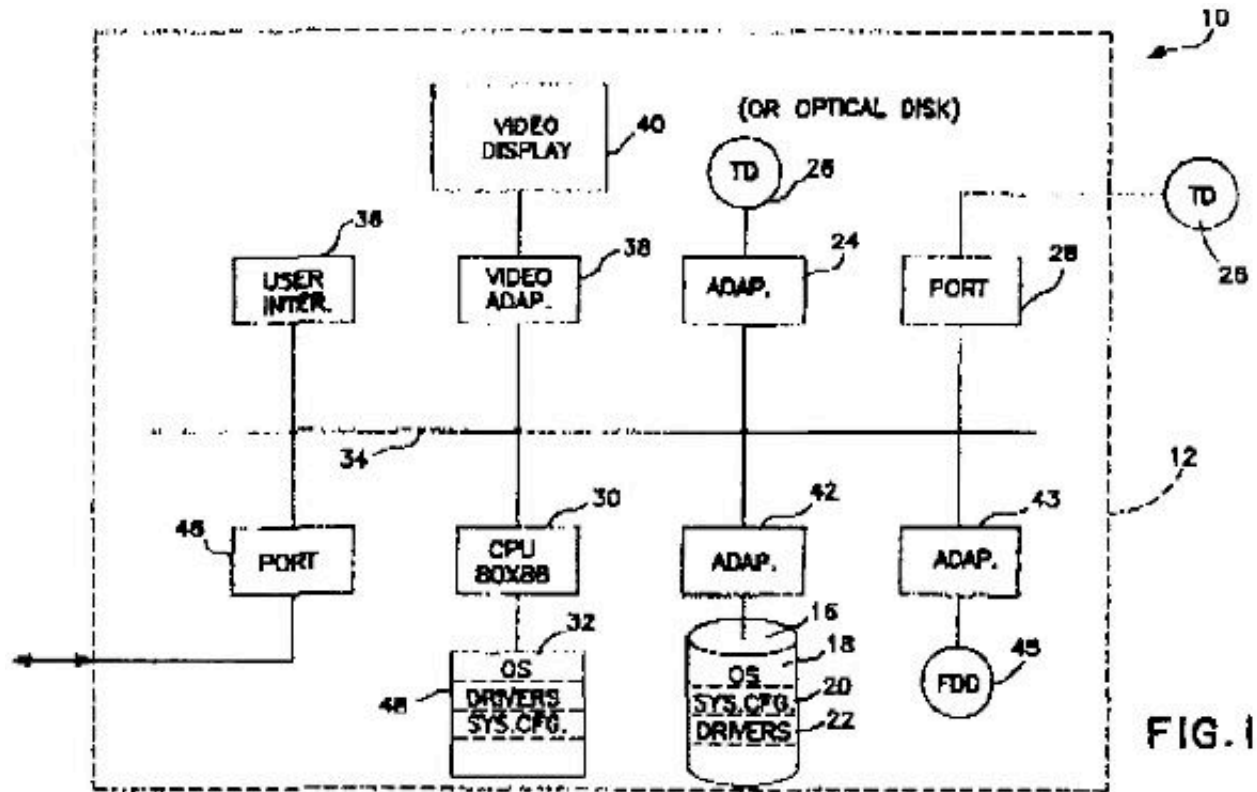 10
VIDEO
DISPLAY
40
(OR OPTICAL DISK)
TD
26
TD
26
36
USER
INTER.
VIDEO
ADAP.
38
ADAP.
24
PORT
28
34
12
46
PORT
30
CPU
80X86
42
ADAP.
43
ADAP.
32
OS
DRIVERS
SYS.CFG.
48
16
18
OS
20
SYS.CFG.
22
DRIVERS
45
FDD
FIG. 1